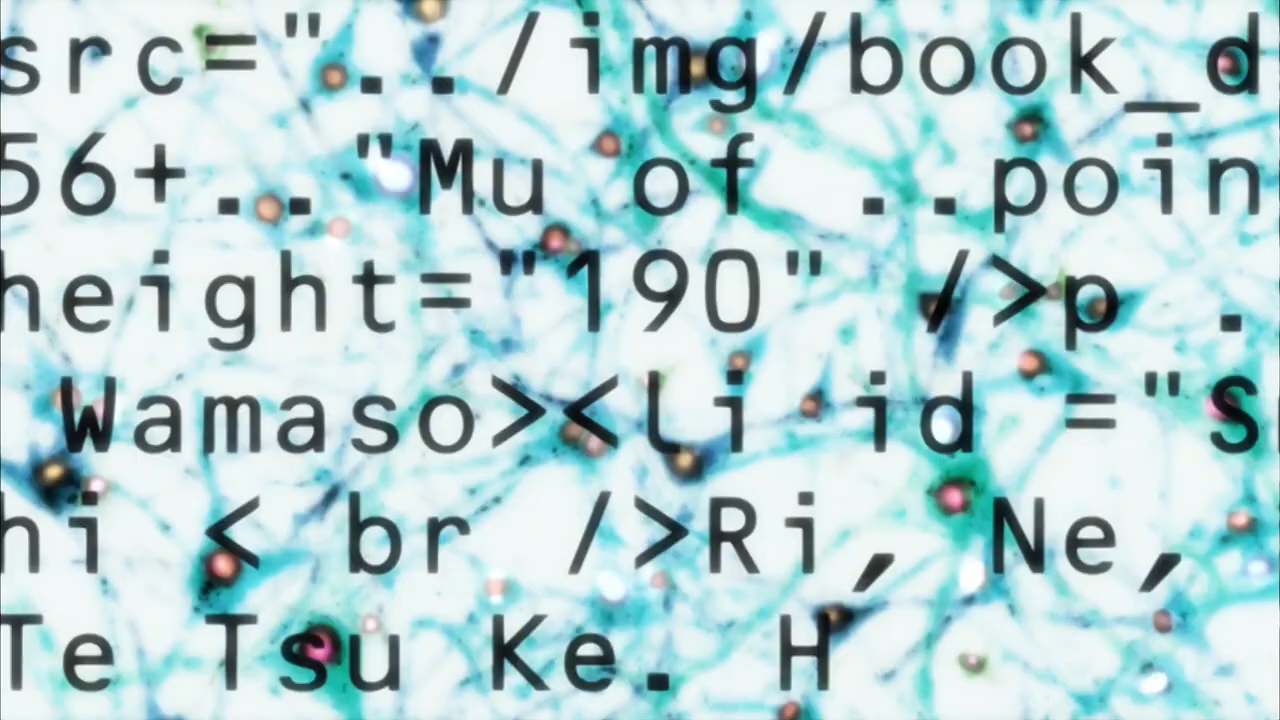 src="../img/book_d
56+.. "Mu of ..poin
height="190" />p .
Wamaso><li id ="S
hi < br />Ri, Ne,
Te Tsu Ke. H